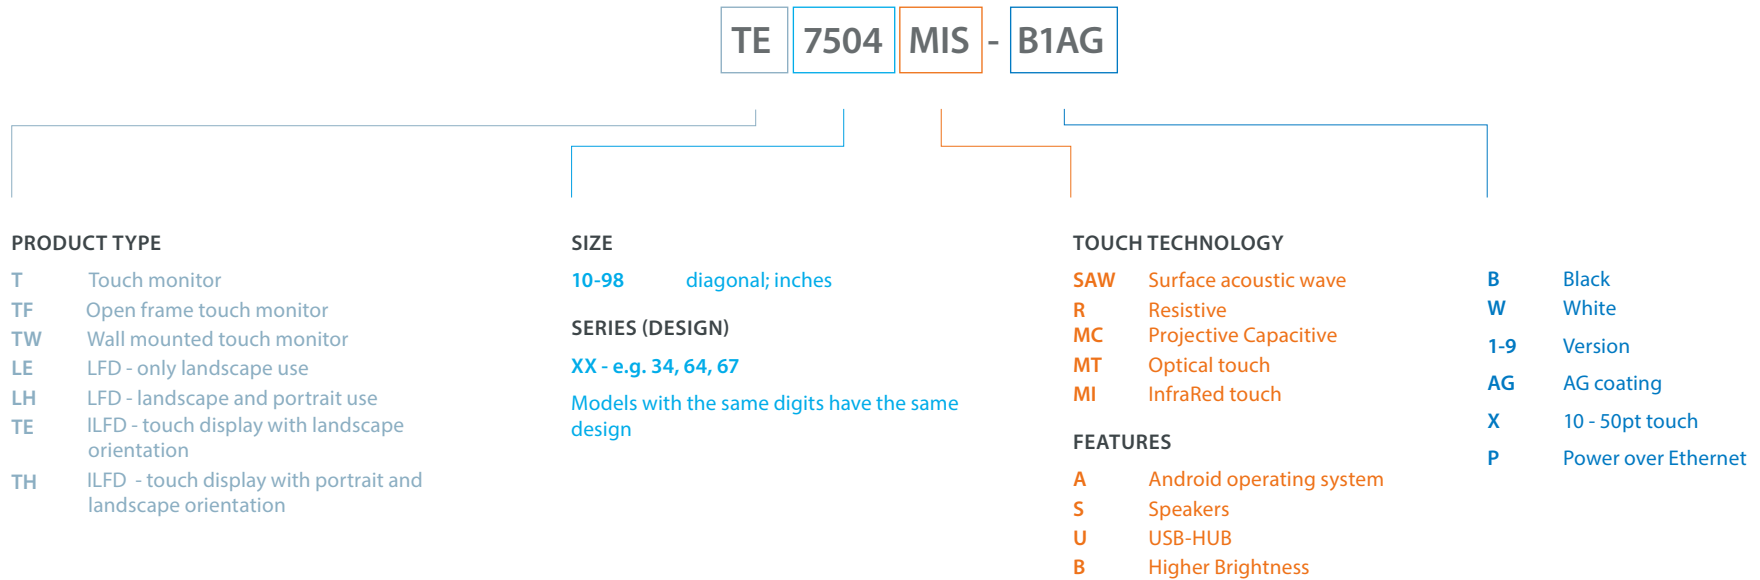 TE 7504 MIS - B1AG
PRODUCT TYPE
T Touch monitor
TF Open frame touch monitor
TW Wall mounted touch monitor
LE LFD - only landscape use
LH LFD - landscape and portrait use
TE ILFD - touch display with landscape
orientation
TH ILFD - touch display with portrait and
landscape orientation
SIZE
10-98 diagonal; inches
SERIES (DESIGN)
XX - e.g. 34, 64, 67
Models with the same digits have the same
design
TOUCH TECHNOLOGY
SAW Surface acoustic wave
R Resistive
MC Projective Capacitive
MT Optical touch
MI InfraRed touch
FEATURES
A Android operating system
S Speakers
U USB-HUB
B Higher Brightness
B Black
W White
1-9 Version
AG AG coating
X 10 - 50pt touch
P Power over Ethernet